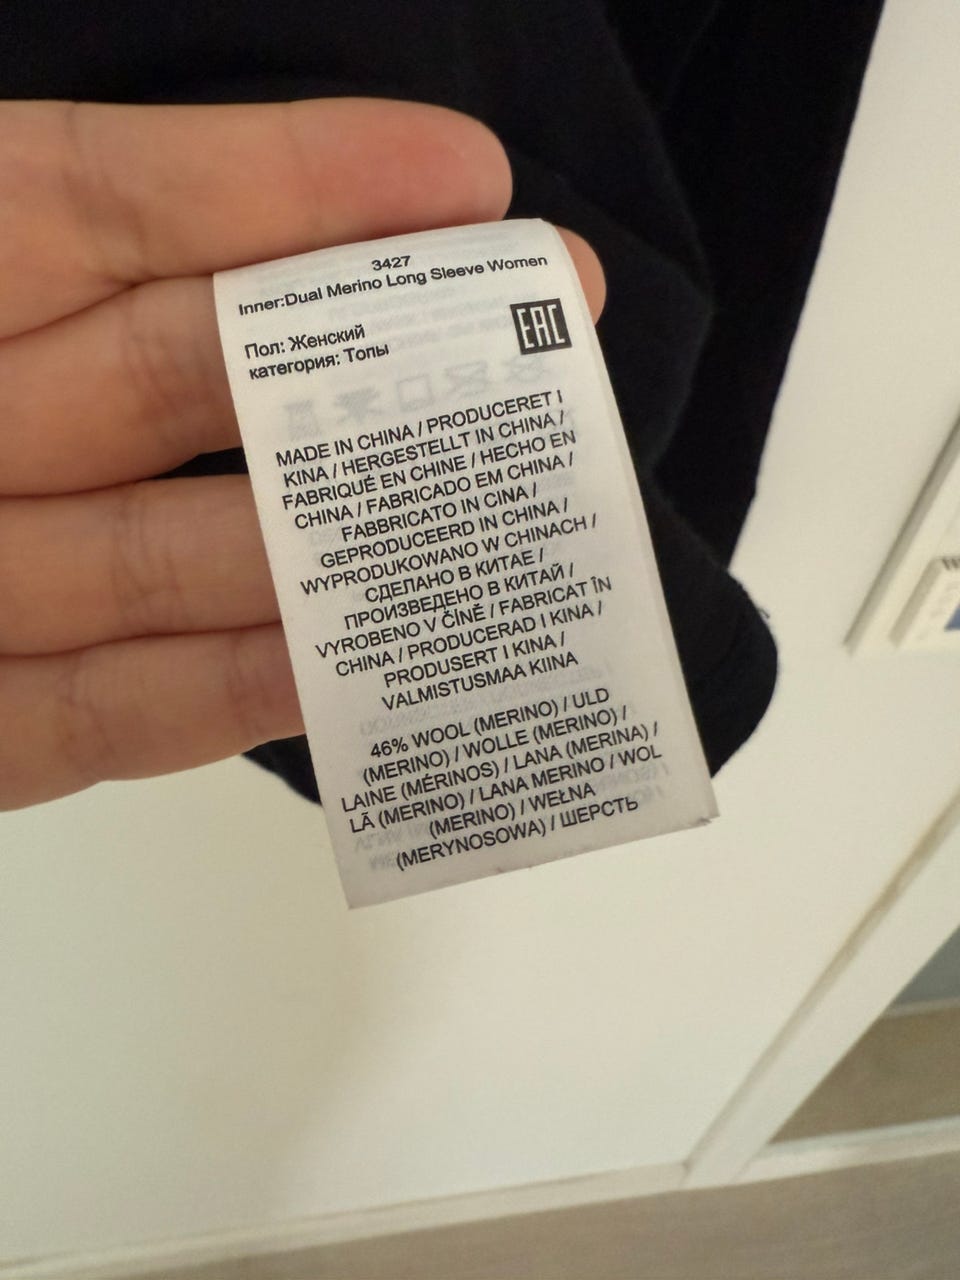 3427
Inner:Dual Merino Long Sleeve Women
Пол: Женский
категория: Топы
EAC
MADE IN CHINA / PRODUCERET I
KINA / HERGESTELLT IN CHINA /
FABRIQUÉ EN CHINE / HECHO EN
CHINA / FABRICADO EM CHINA /
FABBRICATO IN CINA /
GEPRODUCEERD IN CHINA /
WYPRODUKOWANO W CHINACH /
СДЕЛАНО В КИТАЕ /
ПРОИЗВЕДЕНО В КИТАЙ /
VYROBENO V ČÍNĚ / FABRICAT ÎN
CHINA / PRODUCERAD I KINA /
PRODUSERT I KINA /
VALMISTUSMAA KIINA
46% WOOL (MERINO) / ULD
(MERINO) / WOLLE (MERINO) /
LAINE (MÉRINOS) / LANA (MERINA) /
LÃ (MERINO) / LANA MERINO / WOL
(MERINO) / WEŁNA
(MERYNOSOWA) / ШЕРСТЬ